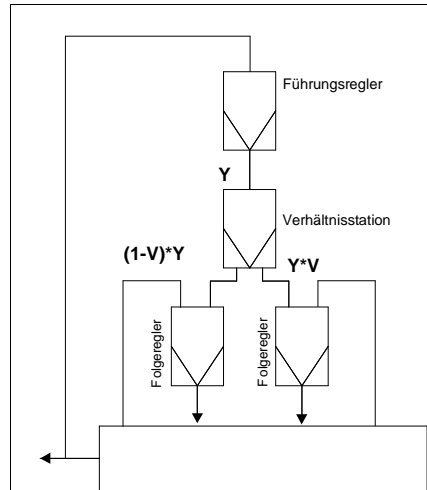 Führungsregler
Y
Verhältnisstation
(1-V)*Y
Y*V
Folgeregler
Folgeregler